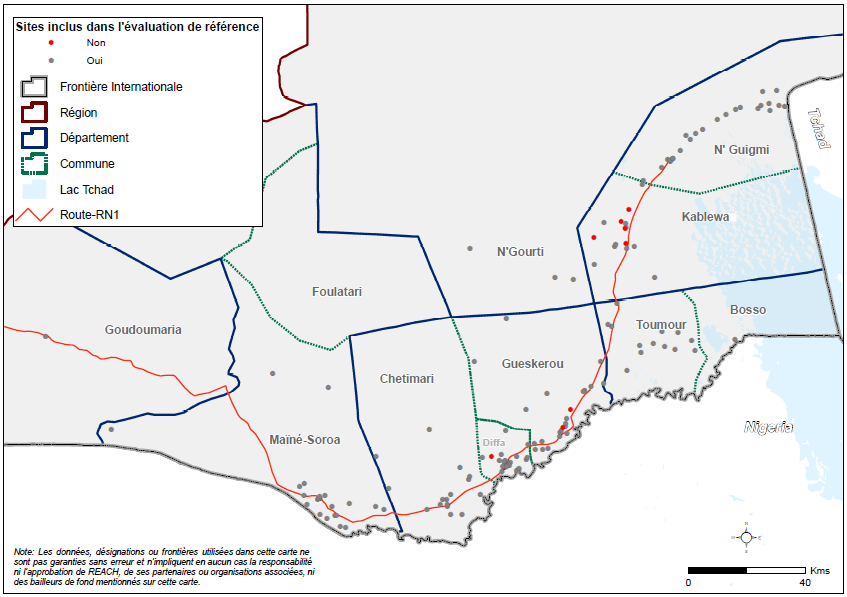 Sites inclus dans l'évaluation de référence
Non
Oui
Frontière Internationale
Région
Département
Commune
Lac Tchad
Route-RN1
Tchad
N' Guigmi
Kablewa
N'Gourti
Foulatari
Goudoumaria
Bosso
Toumour
Gueskerou
Chetimari
Maïné-Soroa
Diffa
Nigeria
Note: Les données, désignations ou frontières utilisées dans cette carte ne
sont pas garanties sans erreur et n'impliquent en aucun cas la responsabilité
ni l'approbation de REACH, de ses partenaires ou organisations associées, ni
des bailleurs de fond mentionnés sur cette carte.
N
Kms
0 40